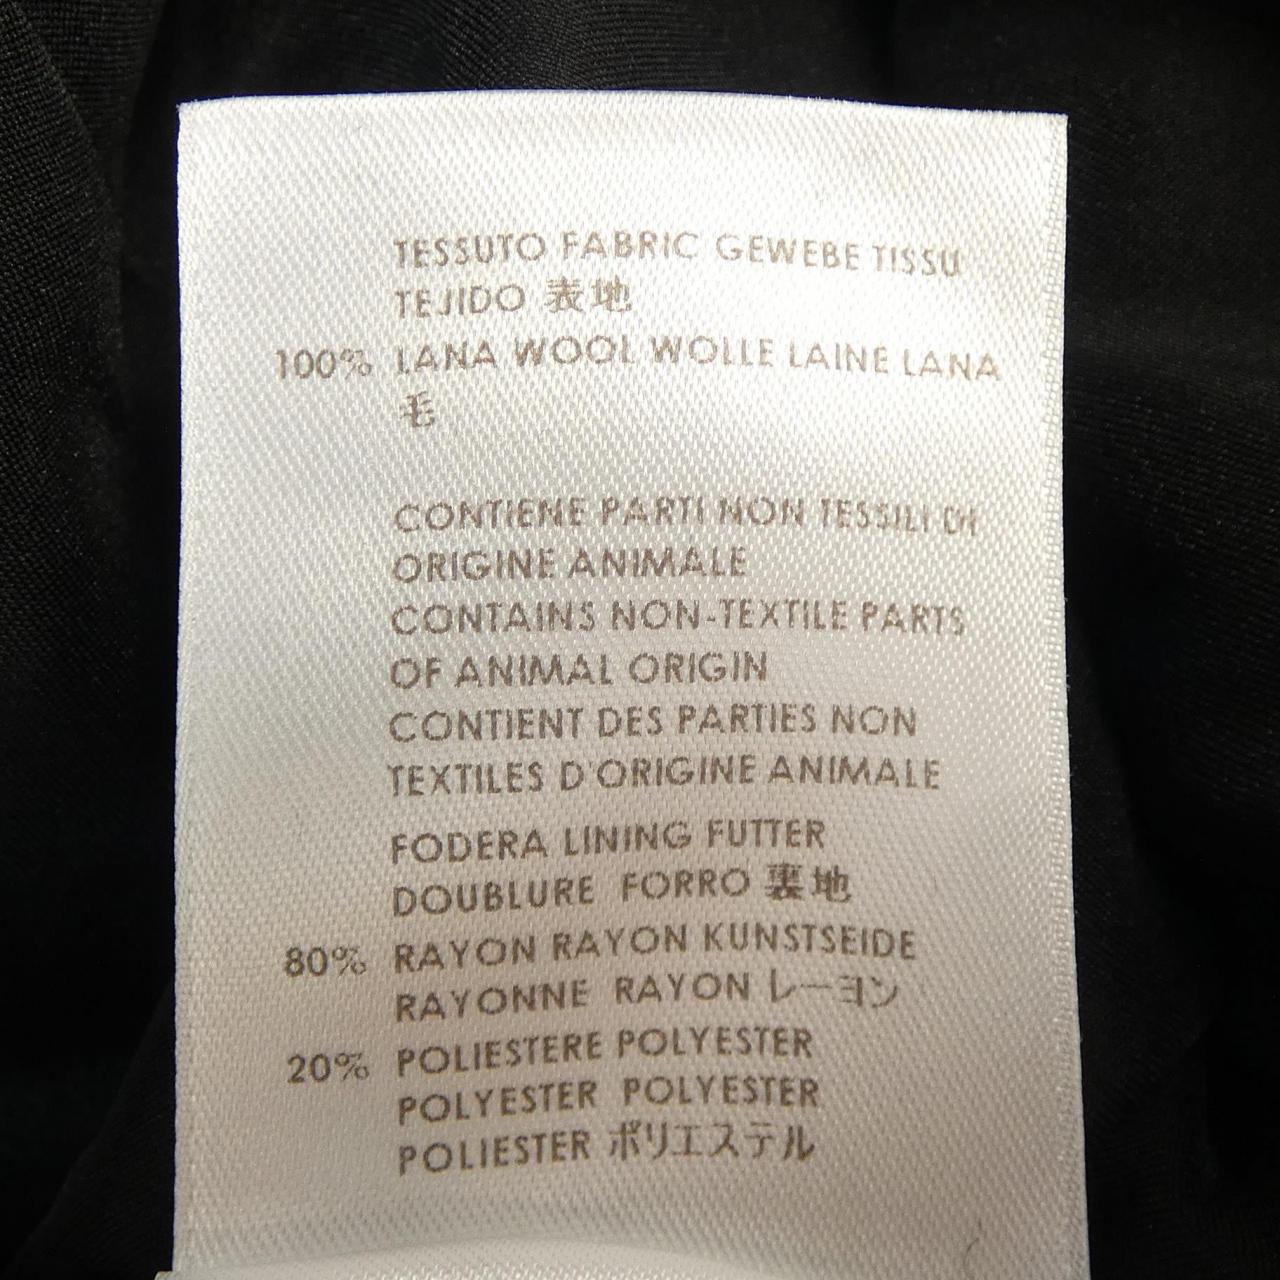 TESSUTO FABRIC GEWEBE TISSU
TEJIDO 表地
100% LANA WOOL WOLLE LAINE LANA
毛
CONTIENE PARTI NON TESSILI DI
ORIGINE ANIMALE
CONTAINS NON-TEXTILE PARTS
OF ANIMAL ORIGIN
CONTIENT DES PARTIES NON
TEXTILES D'ORIGINE ANIMALE
FODERA LINING FUTTER
DOUBLURE FORRO 裏地
80% RAYON RAYON KUNSTSEIDE
RAYONNE RAYON レーヨン
20% POLIESTERE POLYESTER
POLYESTER POLYESTER
POLIESTER ポリエステル